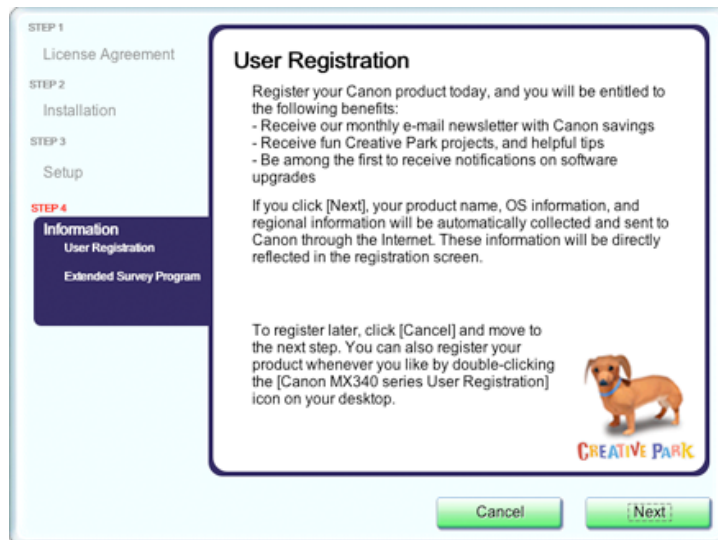 STEP 1
License Agreement
STEP 2
Installation
STEP 3
Setup
STEP 4
Information
User Registration
Extended Survey Program
User Registration
Register your Canon product today, and you will be entitled to
the following benefits:
- Receive our monthly e-mail newsletter with Canon savings
- Receive fun Creative Park projects, and helpful tips
- Be among the first to receive notifications on software
upgrades
If you click [Next], your product name, OS information, and
regional information will be automatically collected and sent to
Canon through the Internet. These information will be directly
reflected in the registration screen.
To register later, click [Cancel] and move to
the next step. You can also register your
product whenever you like by double-clicking
the [Canon MX340 series User Registration]
icon on your desktop.
CREATIVE PARK
Cancel
Next